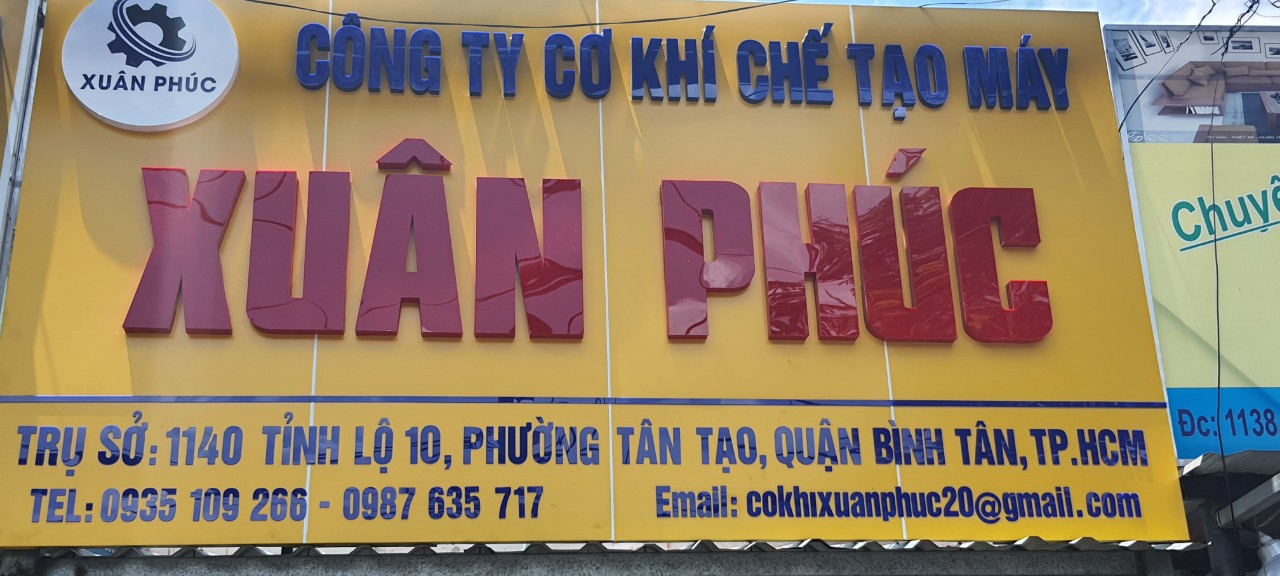 XUÂN PHÚC
CÔNG TY CƠ KHÍ CHẾ TẠO MÁY
XUÂN PHÚC
TRỤ SỞ: 1140 TỈNH LỘ 10, PHƯỜNG TÂN TẠO, QUẬN BÌNH TÂN, TP.HCM
TEL: 0935 109 266 - 0987 635 717
Email: cokhixuanphuc20@gmail.com
Đc: 1138